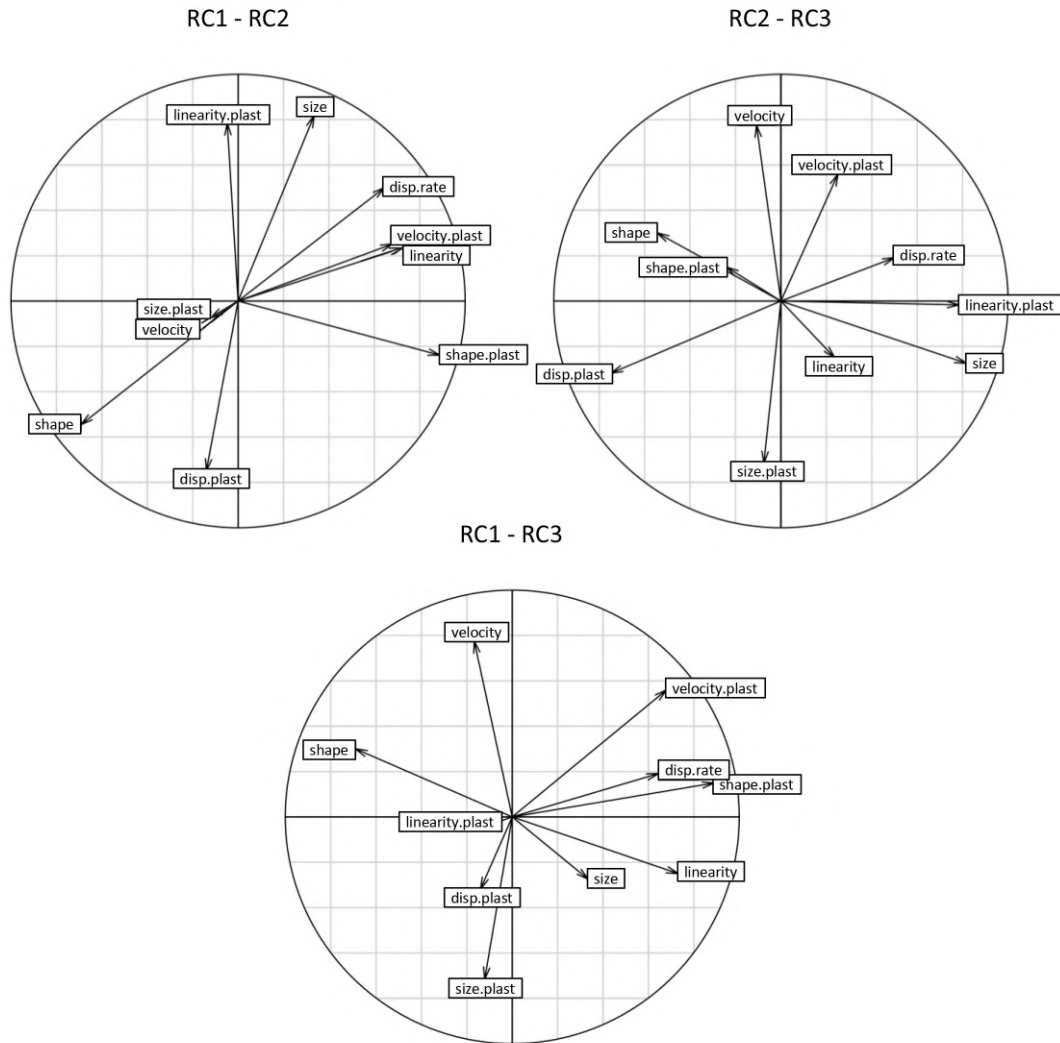 RC1 - RC2
linearity.plast
size
disp.rate
velocity.plast
linearity
size.plast
velocity
shape.plast
shape
disp.plast
RC2 - RC3
velocity
velocity.plast
shape
disp.rate
shape.plast
linearity.plast
linearity
size
disp.plast
size.plast
RC1 - RC3
velocity
velocity.plast
shape
disp.rate
shape.plast
linearity.plast
linearity
size
disp.plast
size.plast